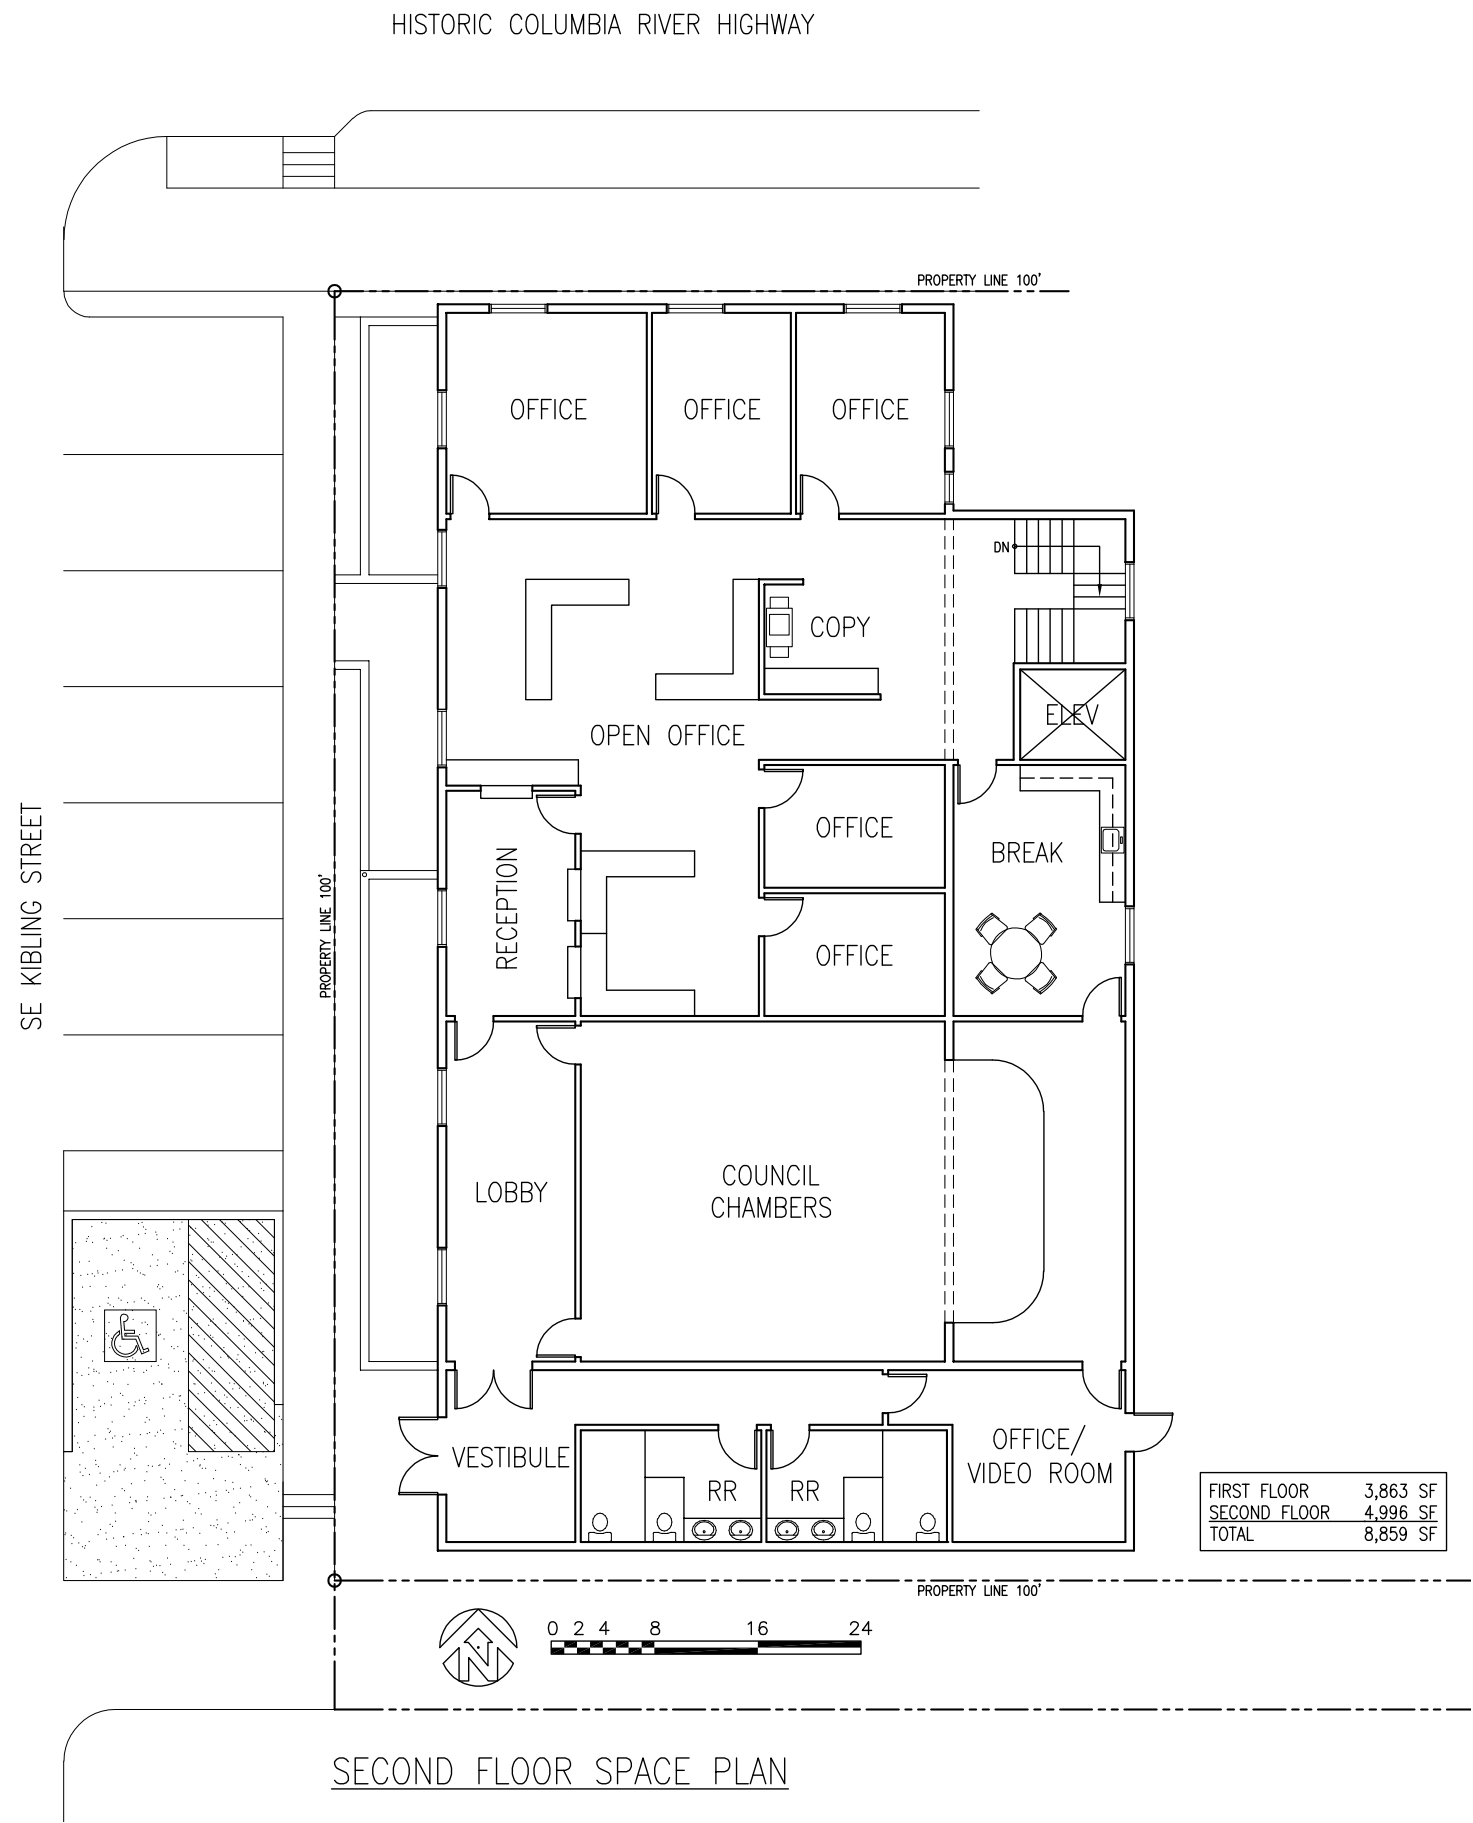 HISTORIC COLUMBIA RIVER HIGHWAY
PROPERTY LINE 100'
OFFICE
OFFICE
OFFICE
DN
COPY
ELEV
OPEN OFFICE
SE KIBLING STREET
PROPERTY LINE 100'
RECEPTION
OFFICE
BREAK
OFFICE
LOBBY
COUNCIL
CHAMBERS
VESTIBULE
RR
RR
OFFICE/
VIDEO ROOM
FIRST FLOOR 3,863 SF
SECOND FLOOR 4,996 SF
TOTAL 8,859 SF
PROPERTY LINE 100'
N
0 2 4 8 16 24
SECOND FLOOR SPACE PLAN